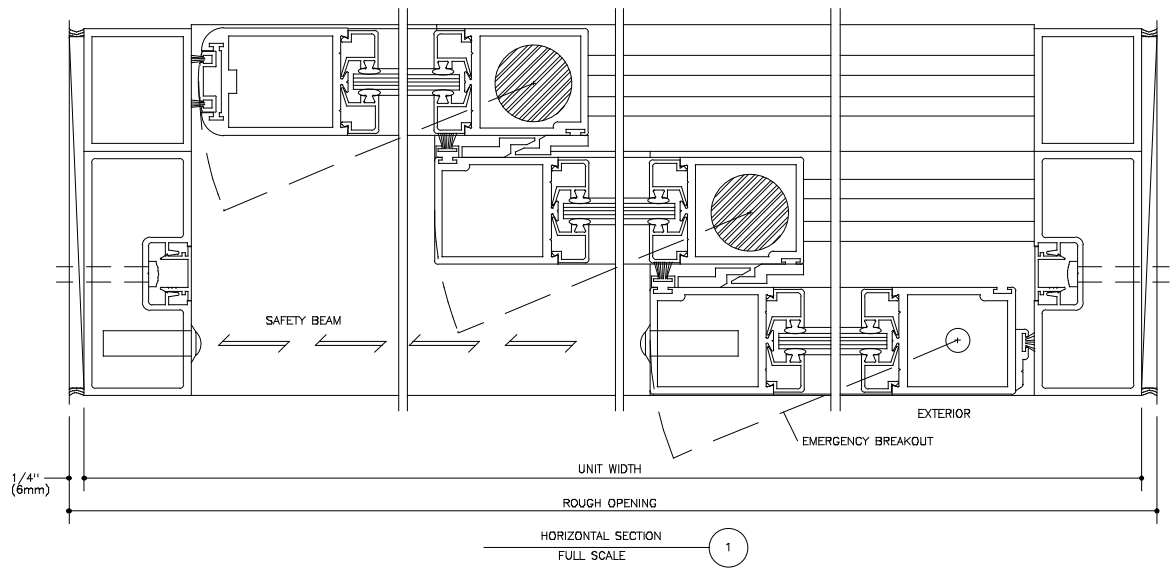 SAFETY BEAM
EXTERIOR
EMERGENCY BREAKOUT
UNIT WIDTH
1/4"
(6mm)
ROUGH OPENING
HORIZONTAL SECTION
FULL SCALE
1